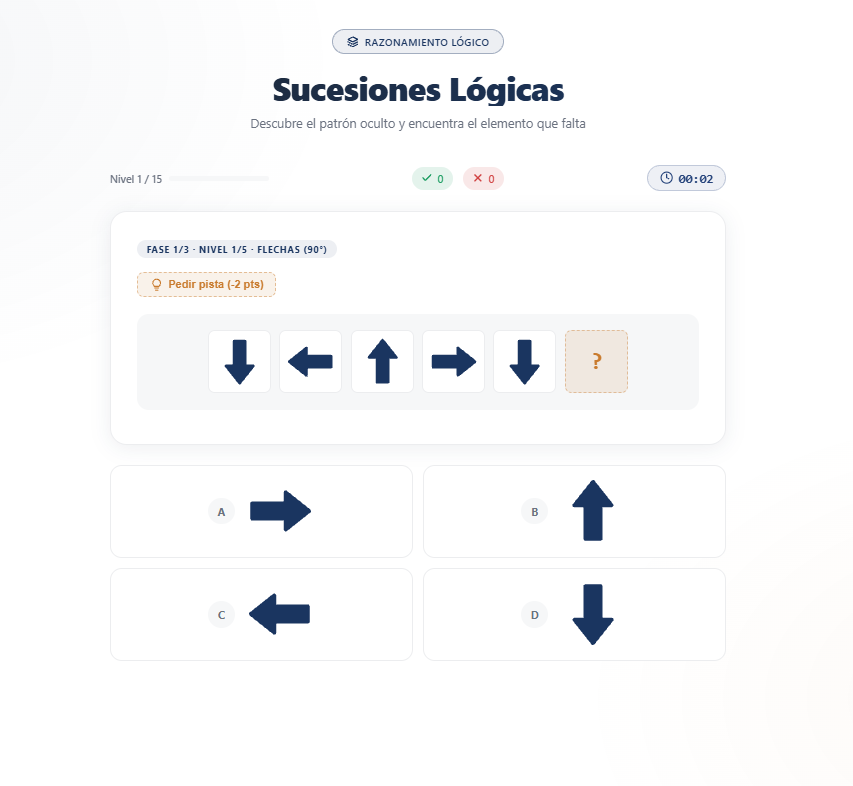 RAZONAMIENTO LÓGICO
Sucesiones Lógicas
Descubre el patrón oculto y encuentra el elemento que falta
Nivel 1 / 15
0
0
00:02
FASE 1/3 · NIVEL 1/5 · FLECHAS (90°)
Pedir pista (-2 pts)
?
A
B
C
D